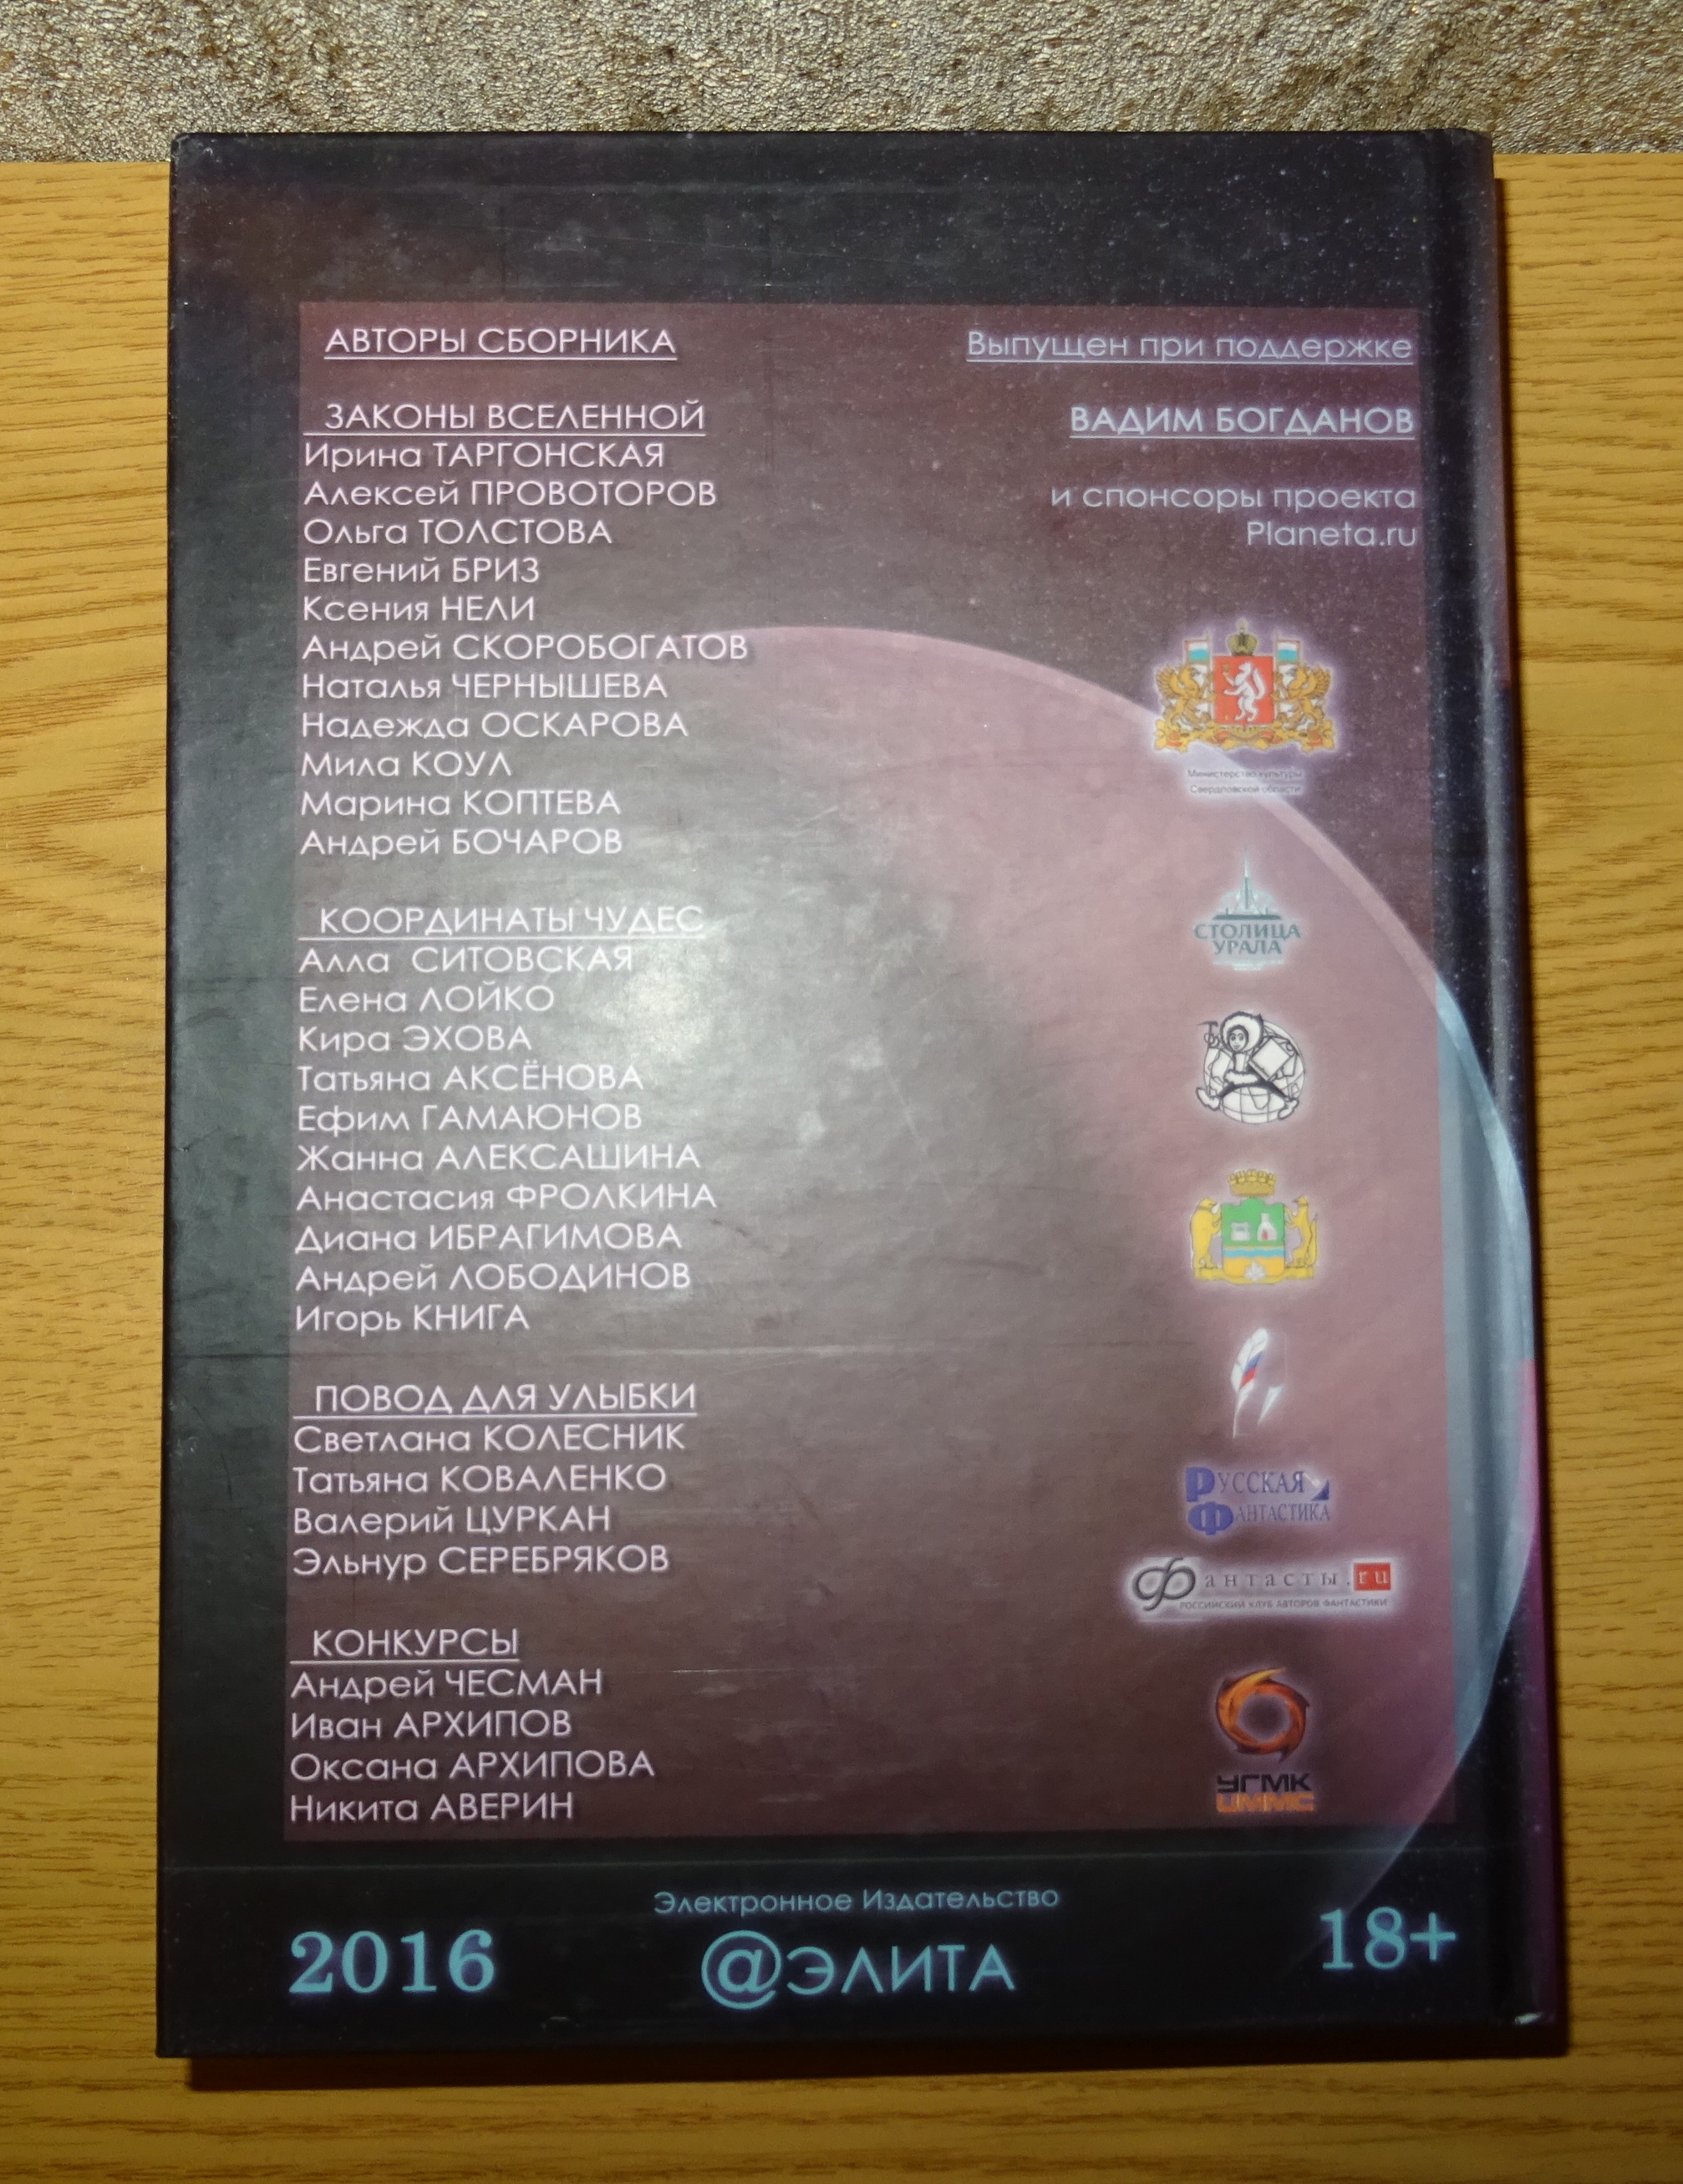 АВТОРЫ СБОРНИКА
ЗАКОНЫ ВСЕЛЕННОЙ
Ирина ТАРГОНСКАЯ
Алексей ПРОВОТОРОВ
Ольга ТОЛСТОВА
Евгений БРИЗ
Ксения НЕЛИ
Андрей СКОРОБОГАТОВ
Наталья ЧЕРНЫШЕВА
Надежда ОСКАРОВА
Мила КОУЛ
Марина КОПТЕВА
Андрей БОЧАРОВ
КООРДИНАТЫ ЧУДЕС
Алла СИТОВСКАЯ
Елена ЛОЙКО
Кира ЭХОВА
Татьяна АКСЁНОВА
Ефим ГАМАЮНОВ
Жанна АЛЕКСАШИНА
Анастасия ФРОЛКИНА
Диана ИБРАГИМОВА
Андрей ЛОБОДИНОВ
Игорь КНИГА
ПОВОД ДЛЯ УЛЫБКИ
Светлана КОЛЕСНИК
Татьяна КОВАЛЕНКО
Валерий ЦУРКАН
Эльнур СЕРЕБРЯКОВ
КОНКУРСЫ
Андрей ЧЕСМАН
Иван АРХИПОВ
Оксана АРХИПОВА
Никита АВЕРИН
Выпущен при поддержке
ВАДИМ БОГДАНОВ
и спонсоры проекта
Planeta.ru
Министерство культуры
Свердловской области
СТОЛИЦА
УРАЛА
РУССКАЯ
ФАНТАСТИКА
Фантасты.ru
РОССИЙСКИЙ КЛУБ АВТОРОВ ФАНТАСТИКИ
УГМК
UMMC
2016
Электронное Издательство
@ЭЛИТА
18+